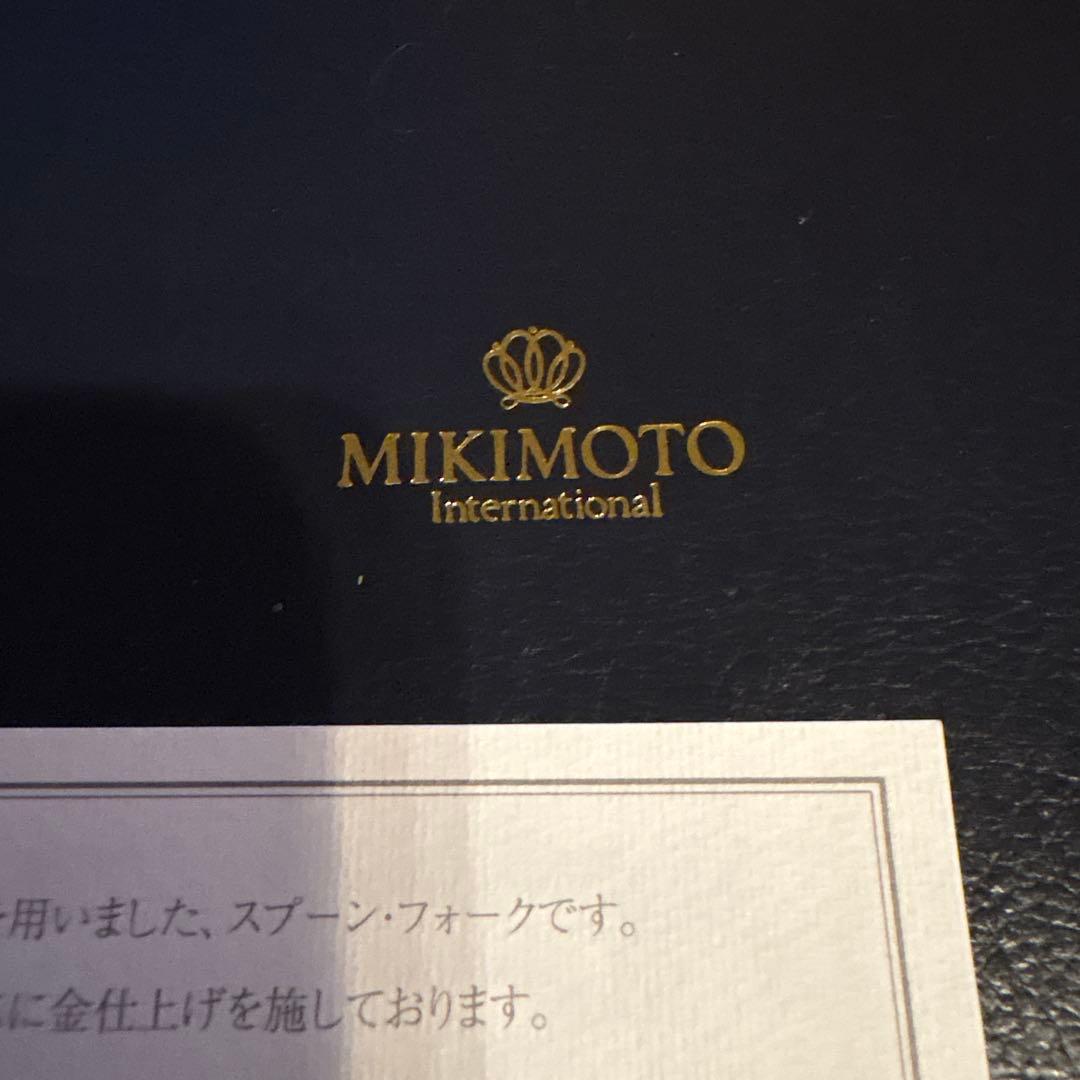 MIKIMOTO
International
用いました、スプーン・フォークです。
に金仕上げを施しております。